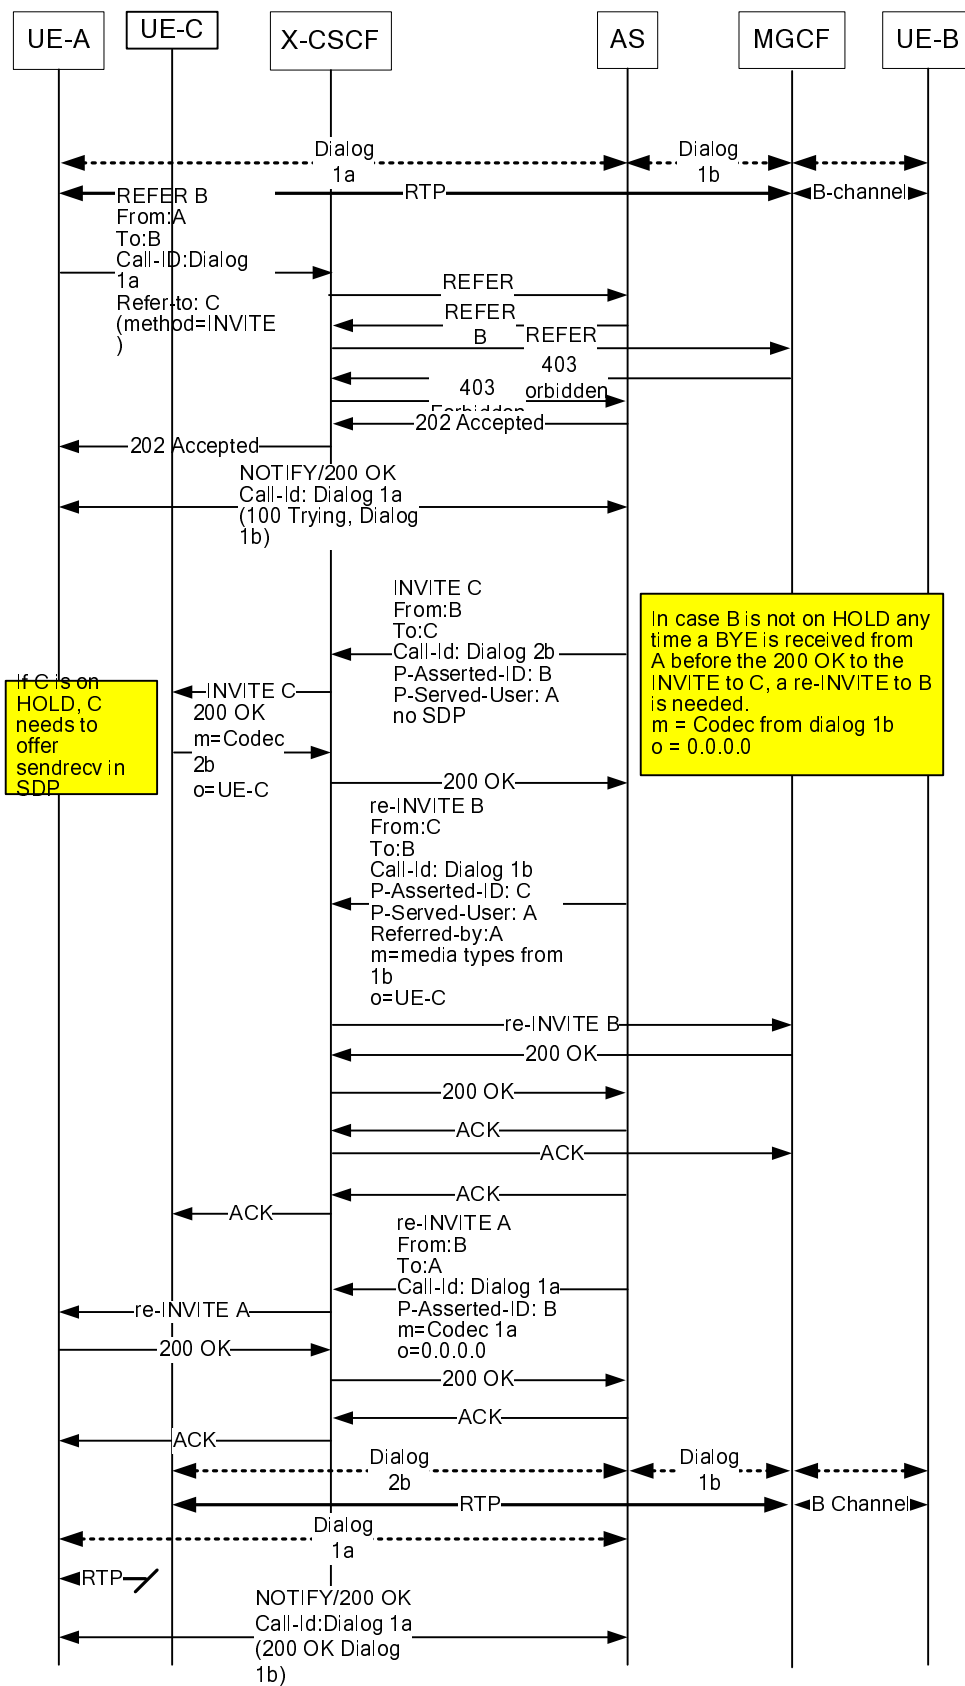 UE-A
UE-C
X-CSCF
AS
MGCF
UE-B
Dialog
1a
Dialog
1b
RTP
B-channel
REFER B
From:A
To:B
Call-ID:Dialog
1a
Refer-to: C
(method=INVITE
)
REFER
REFER
B
REFER
403
orbidden
403
Forbidden
202 Accepted
202 Accepted
NOTIFY/200 OK
Call-Id: Dialog 1a
(100 Trying, Dialog
1b)
INVITE C
From:B
To:C
Call-Id: Dialog 2b
P-Asserted-ID: B
P-Served-User: A
no SDP
In case B is not on HOLD any
time a BYE is received from
A before the 200 OK to the
INVITE to C, a re-INVITE to B
is needed.
m = Codec from dialog 1b
o = 0.0.0.0
If C is on
HOLD, C
needs to
offer
sendrecv in
SDP
INVITE C
200 OK
m=Codec
2b
o=UE-C
200 OK
re-INVITE B
From:C
To:B
Call-Id: Dialog 1b
P-Asserted-ID: C
P-Served-User: A
Referred-by:A
m=media types from
1b
o=UE-C
re-INVITE B
200 OK
200 OK
ACK
ACK
ACK
ACK
re-INVITE A
From:B
To:A
Call-Id: Dialog 1a
P-Asserted-ID: B
m=Codec 1a
o=0.0.0.0
re-INVITE A
200 OK
200 OK
ACK
ACK
Dialog
2b
Dialog
1b
RTP
B Channel
Dialog
1a
RTP
NOTIFY/200 OK
Call-Id:Dialog 1a
(200 OK Dialog
1b)